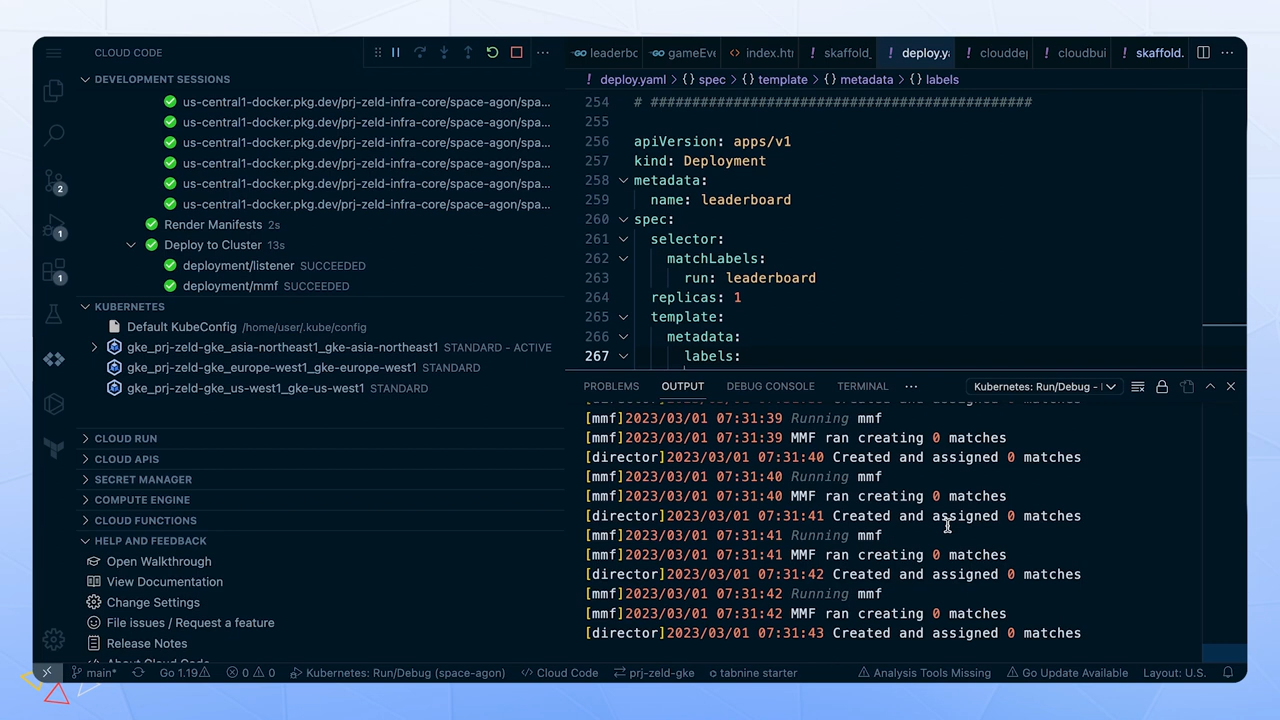 CLOUD CODE
DEVELOPMENT SESSIONS
us-central1-docker.pkg.dev/prj-zeld-infra-core/space-agon/spa...
us-central1-docker.pkg.dev/prj-zeld-infra-core/space-agon/spa...
us-central1-docker.pkg.dev/prj-zeld-infra-core/space-agon/spa...
us-central1-docker.pkg.dev/prj-zeld-infra-core/space-agon/spa...
us-central1-docker.pkg.dev/prj-zeld-infra-core/space-agon/spa...
us-central1-docker.pkg.dev/prj-zeld-infra-core/space-agon/spa...
Render Manifests 2s
Deploy to Cluster 13s
deployment/listener SUCCEEDED
deployment/mmf SUCCEEDED
KUBERNETES
Default KubeConfig /home/user/.kube/config
gke_prj-zeld-gke_asia-northeast1_gke-asia-northeast1 STANDARD - ACTIVE
gke_prj-zeld-gke_europe-west1_gke-europe-west1 STANDARD
gke_prj-zeld-gke_us-west1_gke-us-west1 STANDARD
CLOUD RUN
CLOUD APIS
SECRET MANAGER
COMPUTE ENGINE
CLOUD FUNCTIONS
HELP AND FEEDBACK
Open Walkthrough
View Documentation
Change Settings
File issues / Request a feature
Release Notes
About Cloud Code
2
1
1
leaderbc gameEve index.htm skaffold. ! deploy.ya clouddep cloudbui ! skaffold.
! deploy.yaml > {} spec > {} template > {} metadata > {} labels
254 # ##############################################
255
256 apiVersion: apps/v1
257 kind: Deployment
258 metadata:
259 name: leaderboard
260 spec:
261 selector:
262 matchLabels:
263 run: leaderboard
264 replicas: 1
265 template:
266 metadata:
267 labels:
PROBLEMS OUTPUT DEBUG CONSOLE TERMINAL ... Kubernetes: Run/Debug -
[mmf]2023/03/01 07:31:39 Running mmf
[mmf]2023/03/01 07:31:39 MMF ran creating 0 matches
[director]2023/03/01 07:31:40 Created and assigned 0 matches
[mmf]2023/03/01 07:31:40 Running mmf
[mmf]2023/03/01 07:31:40 MMF ran creating 0 matches
[director]2023/03/01 07:31:41 Created and assigned 0 matches
[mmf]2023/03/01 07:31:41 Running mmf
[mmf]2023/03/01 07:31:41 MMF ran creating 0 matches
[director]2023/03/01 07:31:42 Created and assigned 0 matches
[mmf]2023/03/01 07:31:42 Running mmf
[mmf]2023/03/01 07:31:42 MMF ran creating 0 matches
[director]2023/03/01 07:31:43 Created and assigned 0 matches
main* Go 1.19 0 0 Kubernetes: Run/Debug (space-agon) Cloud Code prj-zeld-gke tabnine starter Analysis Tools Missing Go Update Available Layout: U.S.